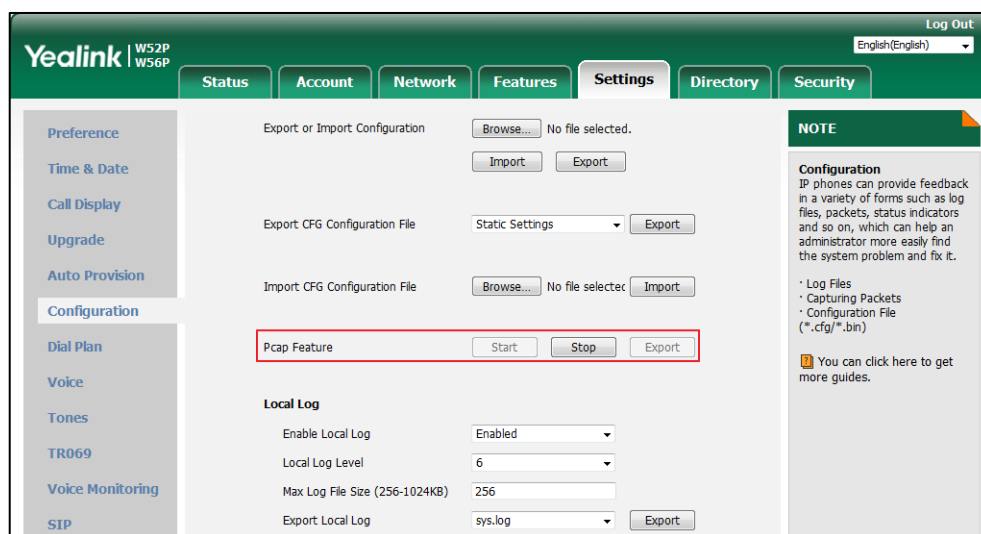 Log Out
Yealink | W52P W56P
English(English)
Status Account Network Features Settings Directory Security
Preference
Time & Date
Call Display
Upgrade
Auto Provision
Configuration
Dial Plan
Voice
Tones
TR069
Voice Monitoring
SIP
Export or Import Configuration Browse... No file selected.
Import Export
Export CFG Configuration File Static Settings Export
Import CFG Configuration File Browse... No file selectec Import
Pcap Feature Start Stop Export
Local Log
Enable Local Log Enabled
Local Log Level 6
Max Log File Size (256-1024KB) 256
Export Local Log sys.log Export
NOTE
Configuration
IP phones can provide feedback
in a variety of forms such as log
files, packets, status indicators
and so on, which can help an
administrator more easily find
the system problem and fix it.
· Log Files
· Capturing Packets
· Configuration File
(*.cfg/*.bin)
You can click here to get
more guides.